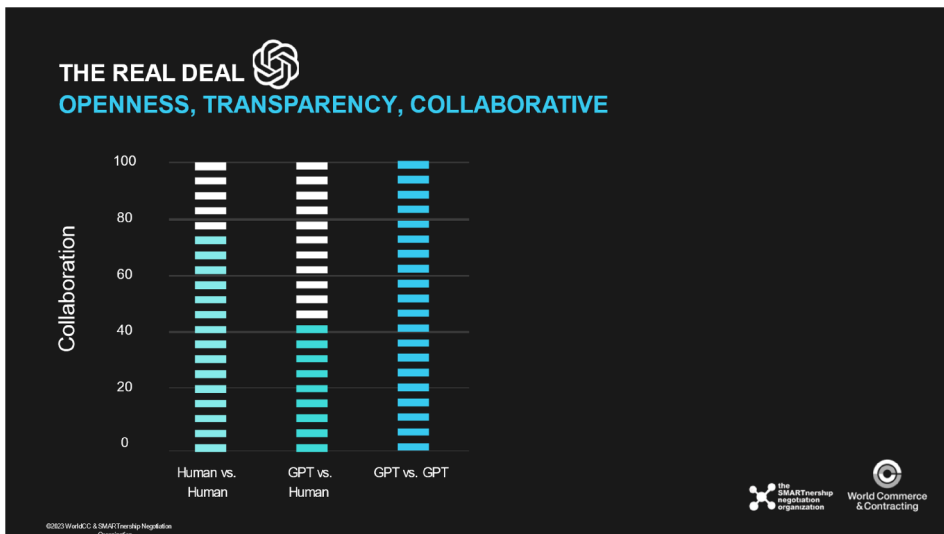 THE REAL DEAL
OPENNESS, TRANSPARENCY, COLLABORATIVE
Collaboration
100
80
60
40
20
0
Human vs.
Human
GPT vs.
Human
GPT vs. GPT
the
SMARTnership
negotiation
organization
World Commerce
& Contracting
©2023 WorldCC & SMARTnership Negotiation